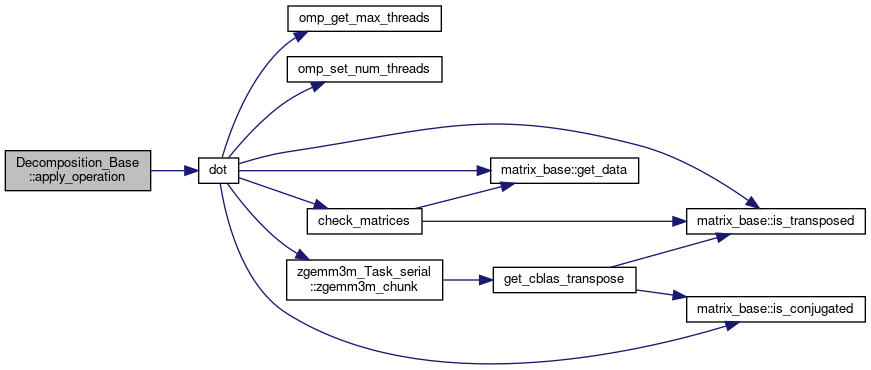 omp_get_max_threads
omp_set_num_threads
Decomposition_Base
::apply_operation
dot
matrix_base::get_data
check_matrices
matrix_base::is_transposed
zgemm3m_Task_serial
::zgemm3m_chunk
get_cblas_transpose
matrix_base::is_conjugated